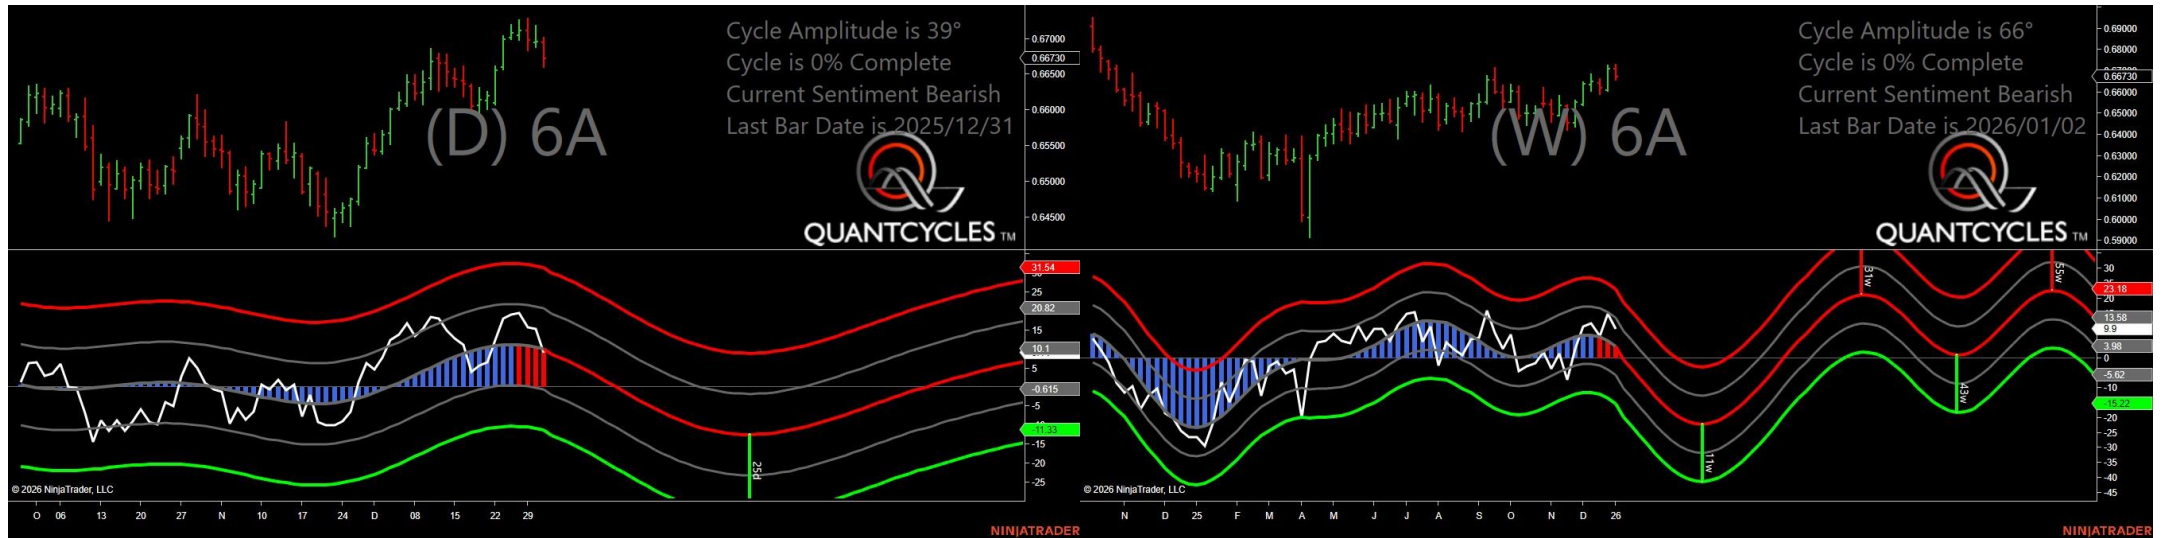 Cycle Amplitude is 39°
Cycle is 0% Complete
Current Sentiment Bearish
Last Bar Date is 2025/12/31
(D) 6A
QUANTCYCLES TM
0.67000
0.66730
0.66500
0.66000
0.65500
0.65000
0.64500
31.54
25
20.82
15
10.1
5
-0.615
-5
-11.33
-15
-20
-25
25d
© 2026 NinjaTrader, LLC
O 06 13 20 27 N 10 17 24 D 08 15 22 29
NINJATRADER
Cycle Amplitude is 66°
Cycle is 0% Complete
Current Sentiment Bearish
Last Bar Date is 2026/01/02
(W) 6A
QUANTCYCLES TM
0.69000
0.68000
0.66730
0.66000
0.65000
0.64000
0.63000
0.62000
0.61000
0.60000
0.59000
31w
55w
30
23.18
20
13.58
9.9
3.98
0
-5.62
-10
-15.22
-20
-25
-30
-35
-40
-45
43w
11w
© 2026 NinjaTrader, LLC
N D 25 F M A M J J A S O N D 26
NINJATRADER